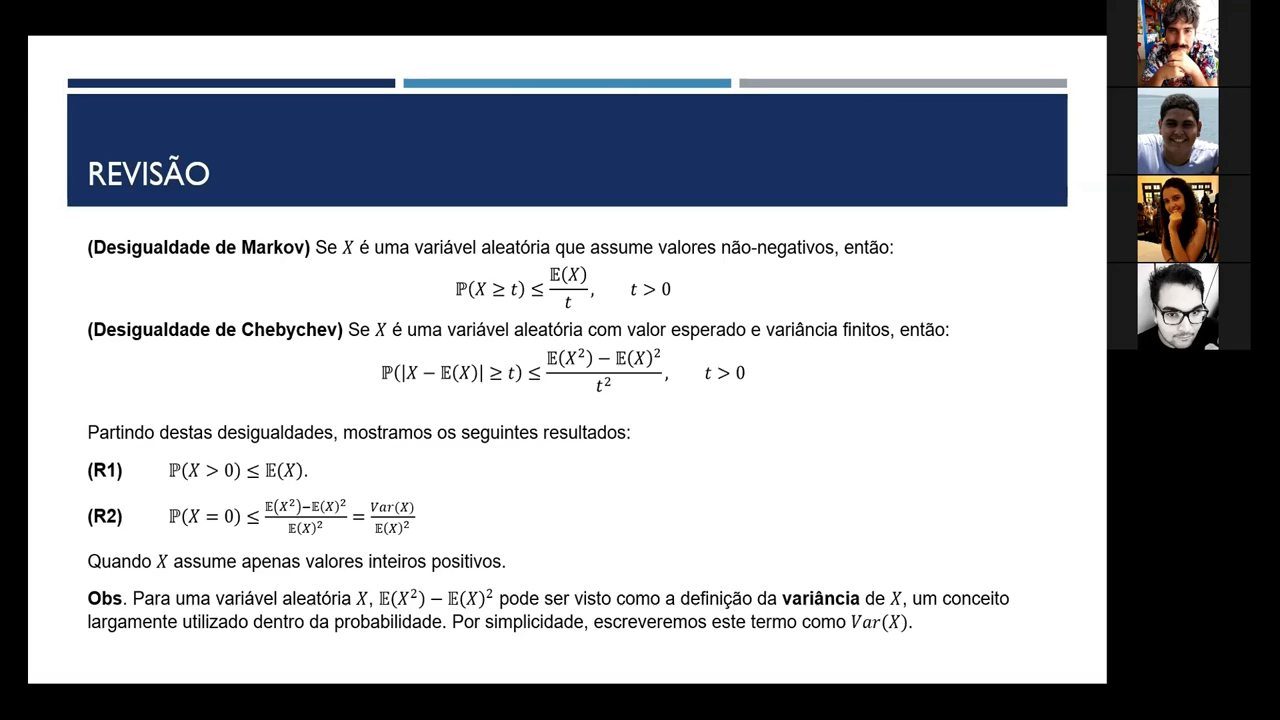 REVISÃO
(Desigualdade de Markov) Se 𝑋 é uma variável aleatória que assume valores não-negativos, então:
ℙ(𝑋 ≥ 𝑡) ≤ 𝔼(𝑋)/𝑡, 𝑡 > 0
(Desigualdade de Chebychev) Se 𝑋 é uma variável aleatória com valor esperado e variância finitos, então:
ℙ(|𝑋 − 𝔼(𝑋)| ≥ 𝑡) ≤ (𝔼(𝑋²) − 𝔼(𝑋)²)/𝑡², 𝑡 > 0
Partindo destas desigualdades, mostramos os seguintes resultados:
(R1) ℙ(𝑋 > 0) ≤ 𝔼(𝑋).
(R2) ℙ(𝑋 = 0) ≤ (𝔼(𝑋²)−𝔼(𝑋)²)/𝔼(𝑋)² = 𝑉𝑎𝑟(𝑋)/𝔼(𝑋)²
Quando 𝑋 assume apenas valores inteiros positivos.
Obs. Para uma variável aleatória 𝑋, 𝔼(𝑋²) − 𝔼(𝑋)² pode ser visto como a definição da variância de 𝑋, um conceito
largamente utilizado dentro da probabilidade. Por simplicidade, escreveremos este termo como 𝑉𝑎𝑟(𝑋).